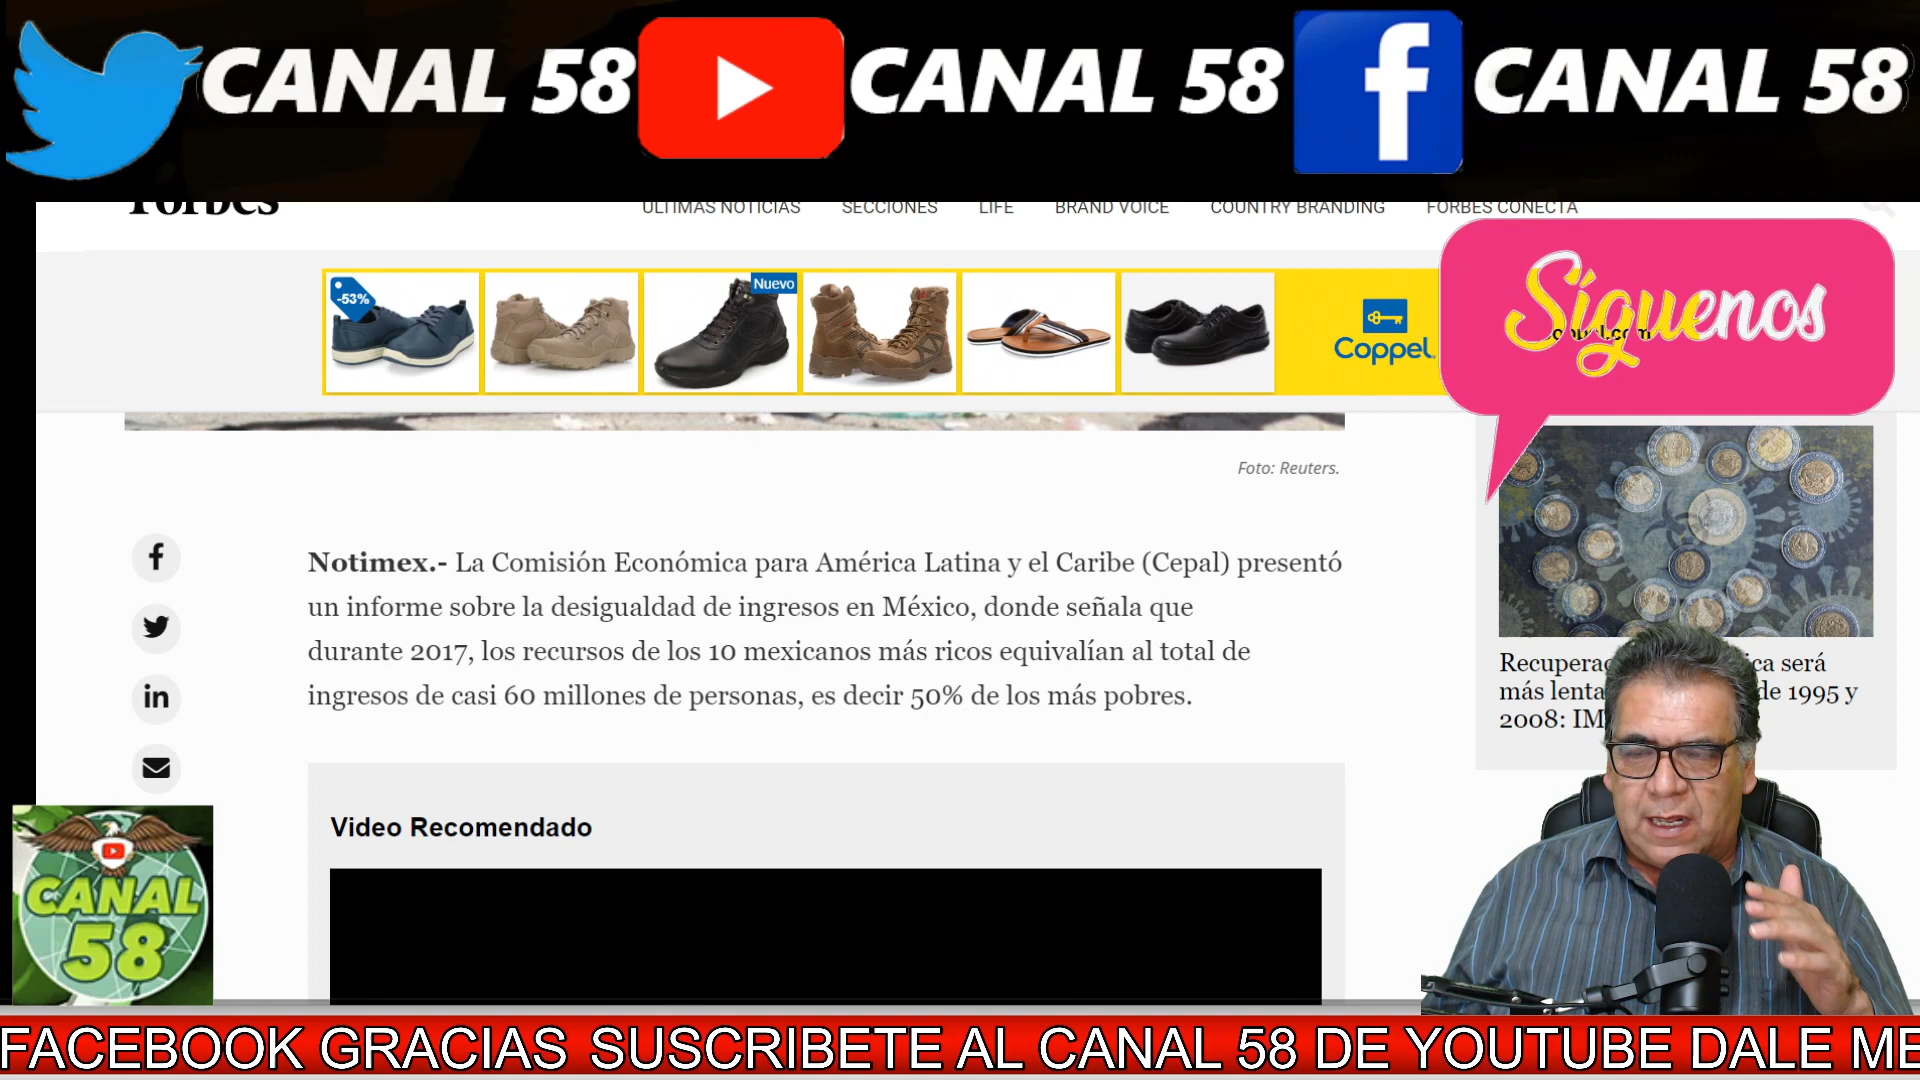 CANAL 58 CANAL 58 CANAL 58
Forbes
ÚLTIMAS NOTICIAS SECCIONES LIFE BRAND VOICE COUNTRY BRANDING FORBES CONECTA
-53%
Nuevo
Coppel.
Síguenos
Foto: Reuters.
Notimex.- La Comisión Económica para América Latina y el Caribe (Cepal) presentó
un informe sobre la desigualdad de ingresos en México, donde señala que
durante 2017, los recursos de los 10 mexicanos más ricos equivalían al total de
ingresos de casi 60 millones de personas, es decir 50% de los más pobres.
Video Recomendado
ca será
más lenta de 1995 y
2008:
CANAL
58
FACEBOOK GRACIAS SUSCRIBETE AL CANAL 58 DE YOUTUBE DALE ME